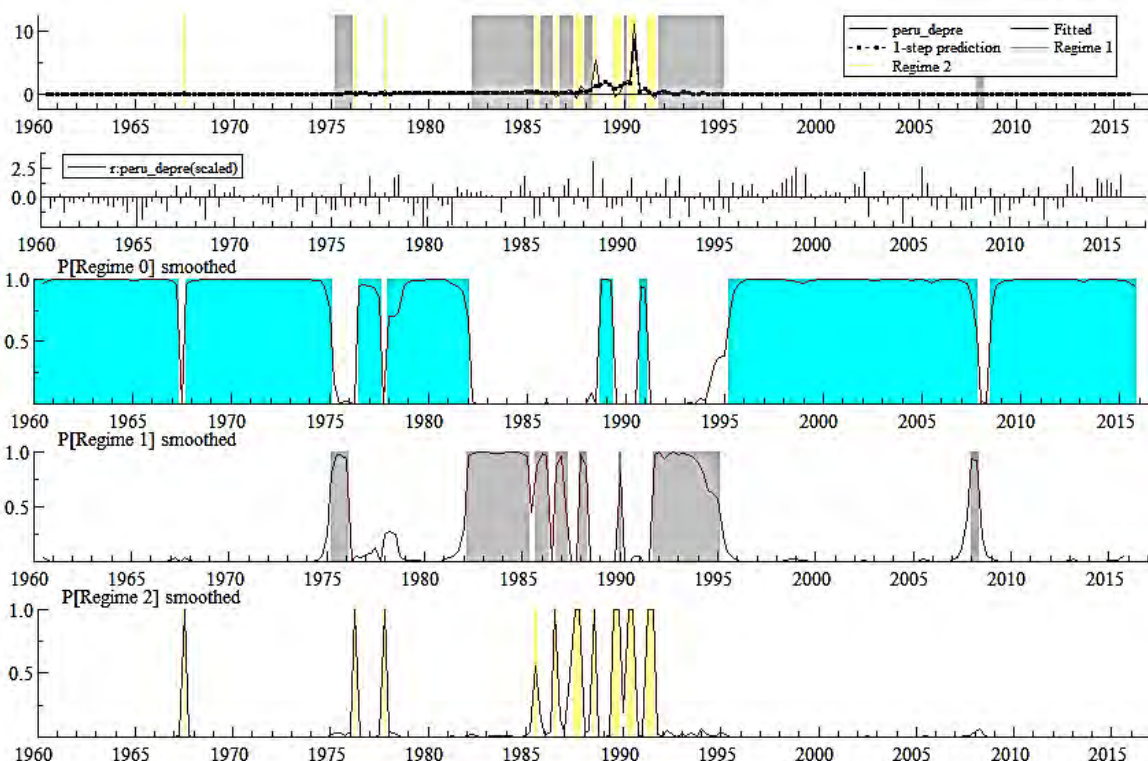 10
0
peru_depre
Fitted
1-step prediction
Regime 1
Regime 2
1960 1965 1970 1975 1980 1985 1990 1995 2000 2005 2010 2015
2.5
0.0
r:peru_depre(scaled)
1960 1965 1970 1975 1980 1985 1990 1995 2000 2005 2010 2015
P[Regime 0] smoothed
1.0
0.5
1960 1965 1970 1975 1980 1985 1990 1995 2000 2005 2010 2015
P[Regime 1] smoothed
1.0
0.5
1960 1965 1970 1975 1980 1985 1990 1995 2000 2005 2010 2015
P[Regime 2] smoothed
1.0
0.5
1960 1965 1970 1975 1980 1985 1990 1995 2000 2005 2010 2015